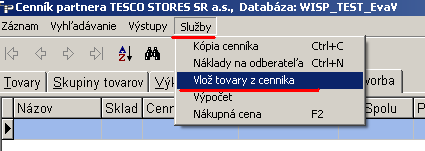 Cenník partnera TESCO STORES SR a.s., Databáza: WISP_TEST_EvaV
Záznam Vyhľadávanie Výstupy Služby
Kópia cenníka Ctrl+C
Náklady na odberateľa Ctrl+N
Vlož tovary z cenníka
Výpočet
Nákupná cena F2
Tovary Skupiny tovarov vorba
Názov Sklad Spolu